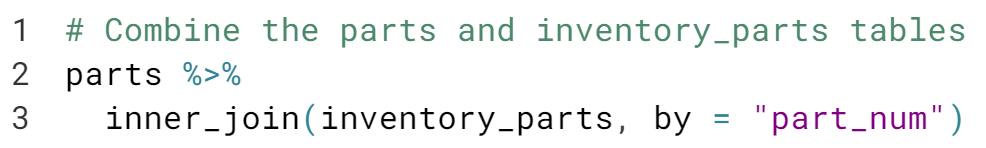 1 # Combine the parts and inventory_parts tables
2 parts %>%
3   inner_join(inventory_parts, by = "part_num")